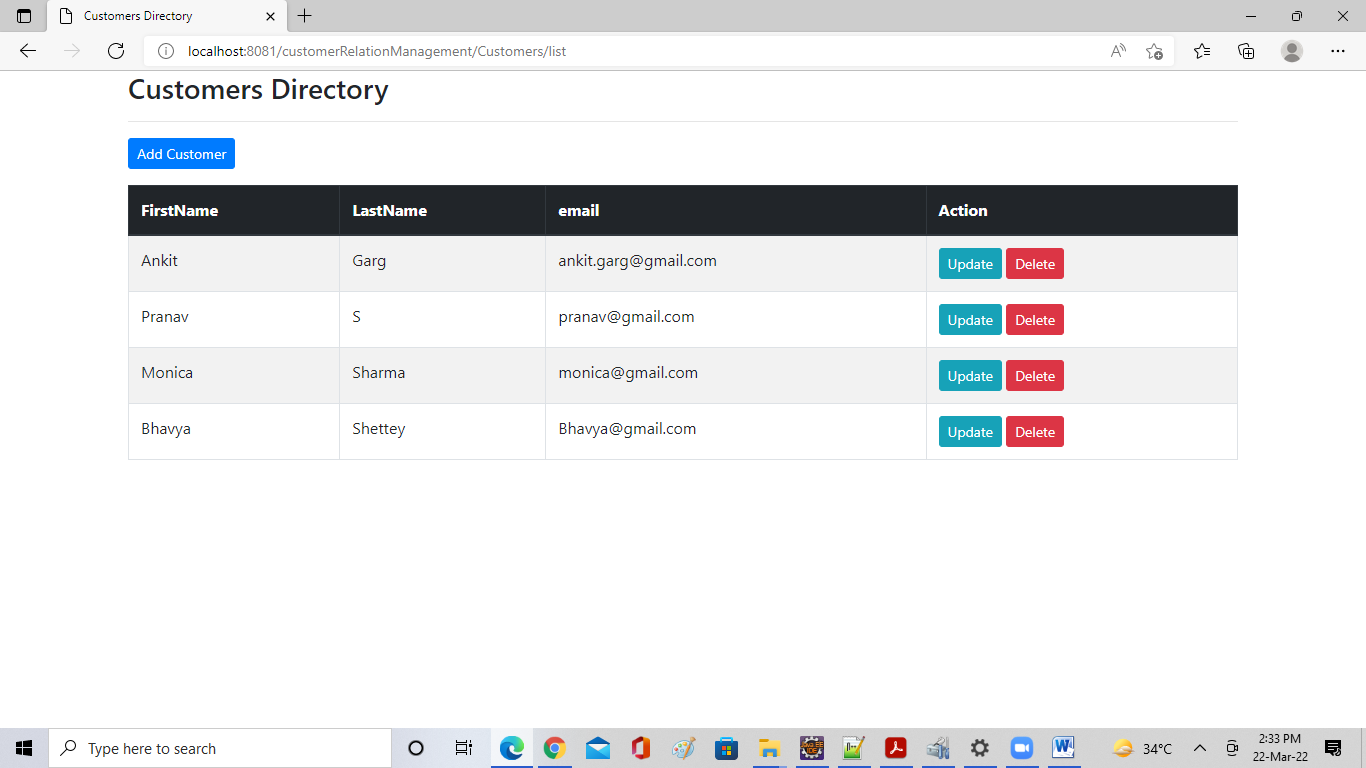 Customers Directory
localhost:8081/customerRelationManagement/Customers/list
Customers Directory
Add Customer
FirstName LastName email Action
Ankit Garg ankit.garg@gmail.com Update Delete
Pranav S pranav@gmail.com Update Delete
Monica Sharma monica@gmail.com Update Delete
Bhavya Shettey Bhavya@gmail.com Update Delete
Type here to search 34°C 2:33 PM
22-Mar-22